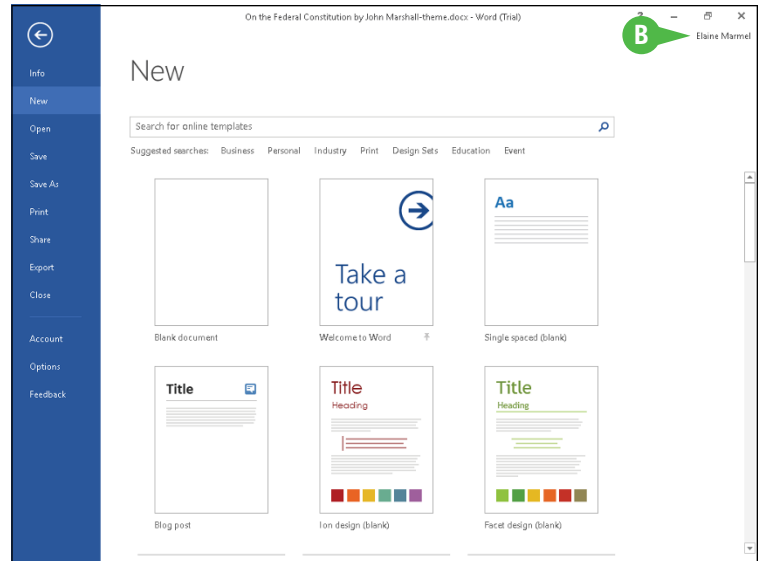 On the Federal Constitution by John Marshall-theme.docx - Word (Trial)
?
B
Elaine Marmel
Info
New
Open
Save
Save As
Print
Share
Export
Close
Account
Options
Feedback
New
Search for online templates
Suggested searches: Business Personal Industry Print Design Sets Education Event
Take a
tour
Aa
Blank document
Welcome to Word
Single spaced (blank)
Title
Title
Heading
Title
Heading
Blog post
Ion design (blank)
Facet design (blank)